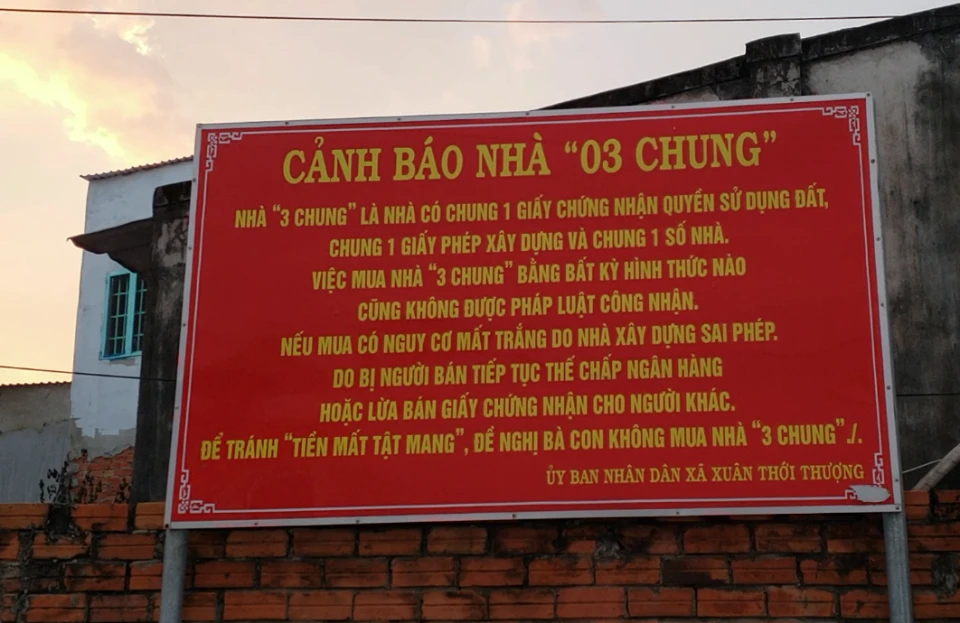 CẢNH BÁO NHÀ "03 CHUNG"
NHÀ "3 CHUNG" LÀ NHÀ CÓ CHUNG 1 GIẤY CHỨNG NHẬN QUYỀN SỬ DỤNG ĐẤT,
CHUNG 1 GIẤY PHÉP XÂY DỰNG VÀ CHUNG 1 SỐ NHÀ.
VIỆC MUA NHÀ "3 CHUNG" BẰNG BẤT KỲ HÌNH THỨC NÀO
CŨNG KHÔNG ĐƯỢC PHÁP LUẬT CÔNG NHẬN.
NẾU MUA CÓ NGUY CƠ MẤT TRẮNG DO NHÀ XÂY DỰNG SAI PHÉP.
DO BỊ NGƯỜI BÁN TIẾP TỤC THẾ CHẤP NGÂN HÀNG
HOẶC LỪA BÁN GIẤY CHỨNG NHẬN CHO NGƯỜI KHÁC.
ĐỂ TRÁNH "TIỀN MẤT TẬT MANG", ĐỀ NGHỊ BÀ CON KHÔNG MUA NHÀ "3 CHUNG"./.
ỦY BAN NHÂN DÂN XÃ XUÂN THỚI THƯỢNG